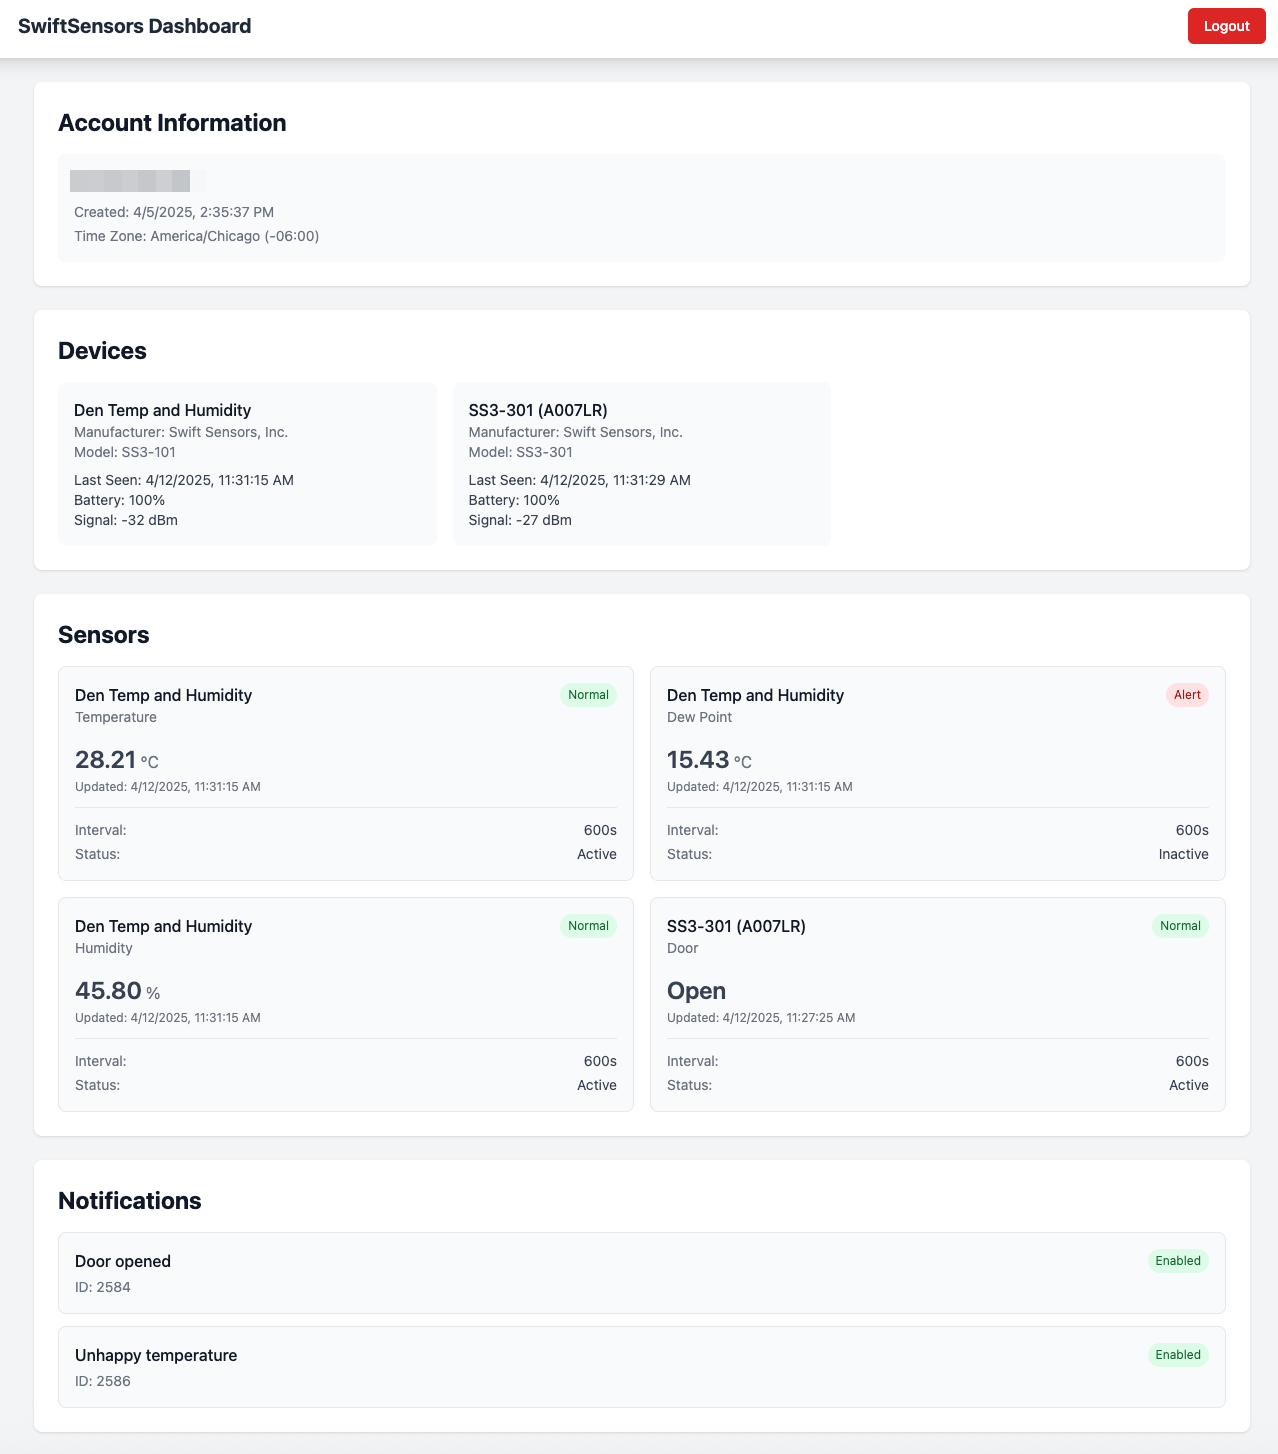 SwiftSensors Dashboard
Logout
Account Information
Created: 4/5/2025, 2:35:37 PM
Time Zone: America/Chicago (-06:00)
Devices
Den Temp and Humidity
Manufacturer: Swift Sensors, Inc.
Model: SS3-101
Last Seen: 4/12/2025, 11:31:15 AM
Battery: 100%
Signal: -32 dBm
SS3-301 (A007LR)
Manufacturer: Swift Sensors, Inc.
Model: SS3-301
Last Seen: 4/12/2025, 11:31:29 AM
Battery: 100%
Signal: -27 dBm
Sensors
Den Temp and Humidity
Normal
Temperature
28.21 °C
Updated: 4/12/2025, 11:31:15 AM
Interval: 600s
Status: Active
Den Temp and Humidity
Alert
Dew Point
15.43 °C
Updated: 4/12/2025, 11:31:15 AM
Interval: 600s
Status: Inactive
Den Temp and Humidity
Normal
Humidity
45.80 %
Updated: 4/12/2025, 11:31:15 AM
Interval: 600s
Status: Active
SS3-301 (A007LR)
Normal
Door
Open
Updated: 4/12/2025, 11:27:25 AM
Interval: 600s
Status: Active
Notifications
Door opened
Enabled
ID: 2584
Unhappy temperature
Enabled
ID: 2586